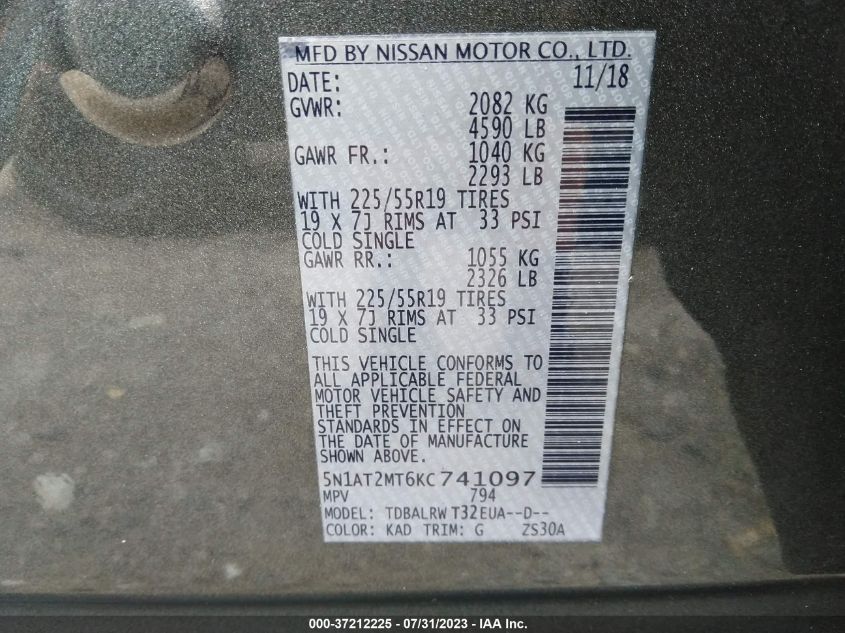 MFD BY NISSAN MOTOR CO., LTD.
DATE: 11/18
GVWR: 2082 KG
4590 LB
GAWR FR.: 1040 KG
2293 LB
WITH 225/55R19 TIRES
19 X 7J RIMS AT 33 PSI
COLD SINGLE
GAWR RR.: 1055 KG
2326 LB
WITH 225/55R19 TIRES
19 X 7J RIMS AT 33 PSI
COLD SINGLE
THIS VEHICLE CONFORMS TO
ALL APPLICABLE FEDERAL
MOTOR VEHICLE SAFETY AND
THEFT PREVENTION
STANDARDS IN EFFECT ON
THE DATE OF MANUFACTURE
SHOWN ABOVE.
5N1AT2MT6KC741097
MPV 794
MODEL: TDBALRW T32EUA--D--
COLOR: KAD TRIM: G ZS30A
000-37212225 - 07/31/2023 - IAA Inc.